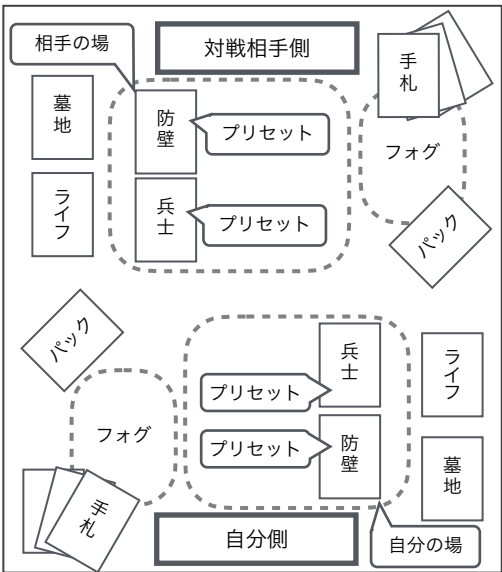 相手の場
対戦相手側
手札
墓地
防壁
プリセット
フォグ
ライフ
兵士
プリセット
パック
パック
兵士
ライフ
プリセット
フォグ
プリセット
防壁
墓地
手札
自分側
自分の場